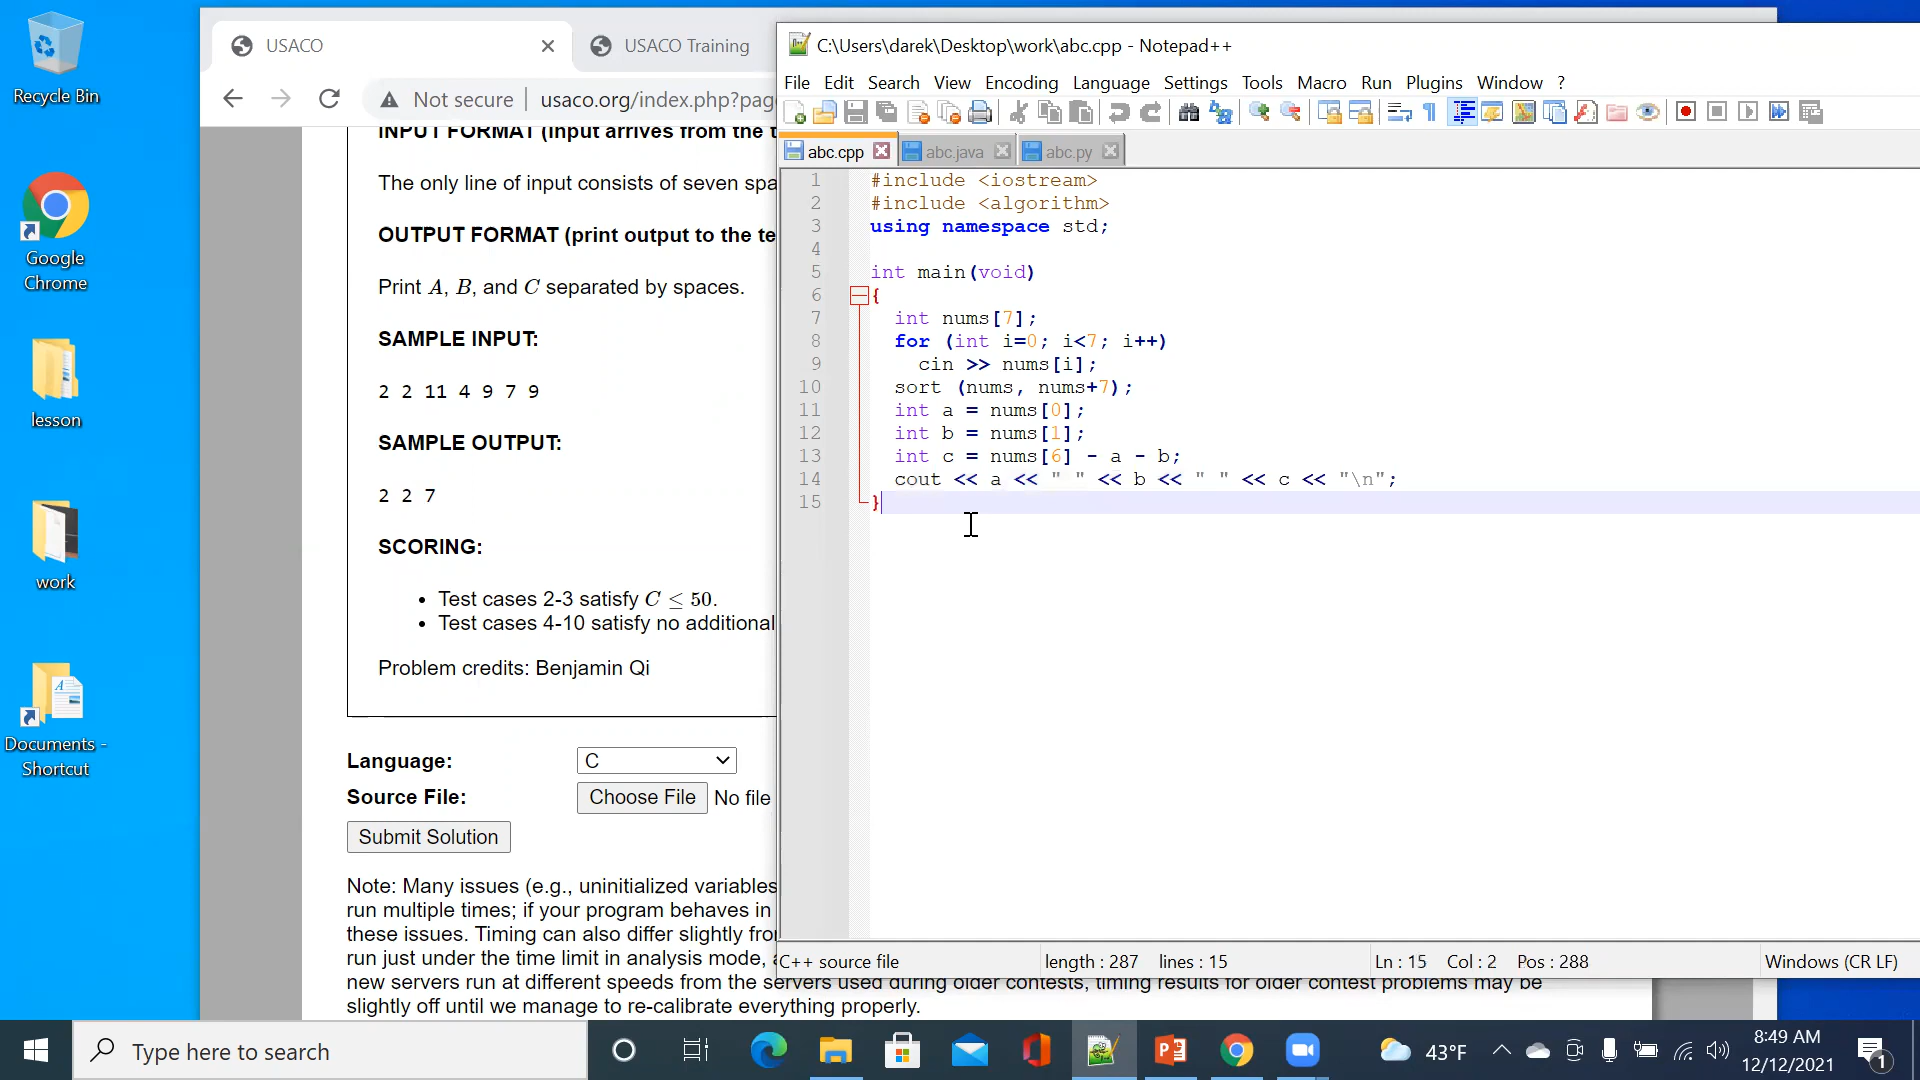 Recycle Bin
Google
Chrome
lesson
work
Documents -
Shortcut
USACO
USACO Training
Not secure
usaco.org/index.php?pag
INPUT FORMAT (input arrives from the t
The only line of input consists of seven spa
OUTPUT FORMAT (print output to the te
Print A, B, and C separated by spaces.
SAMPLE INPUT:
2 2 11 4 9 7 9
SAMPLE OUTPUT:
2 2 7
SCORING:
• Test cases 2-3 satisfy C ≤ 50.
• Test cases 4-10 satisfy no additional
Problem credits: Benjamin Qi
Language:
C
Source File:
Choose File No file
Submit Solution
Note: Many issues (e.g., uninitialized variables
run multiple times; if your program behaves in
these issues. Timing can also differ slightly fro
run just under the time limit in analysis mode, a
new servers run at different speeds from the servers used during older contests, timing results for older contest problems may be
slightly off until we manage to re-calibrate everything properly.
C:\Users\darek\Desktop\work\abc.cpp - Notepad++
File Edit Search View Encoding Language Settings Tools Macro Run Plugins Window ?
abc.cpp abc.java abc.py
1 #include <iostream>
2 #include <algorithm>
3 using namespace std;
4
5 int main(void)
6 {
7 int nums[7];
8 for (int i=0; i<7; i++)
9 cin >> nums[i];
10 sort (nums, nums+7);
11 int a = nums[0];
12 int b = nums[1];
13 int c = nums[6] - a - b;
14 cout << a << " " << b << " " << c << "\n";
15 }
C++ source file length : 287 lines : 15 Ln : 15 Col : 2 Pos : 288 Windows (CR LF)
Type here to search
43°F
8:49 AM
12/12/2021
1